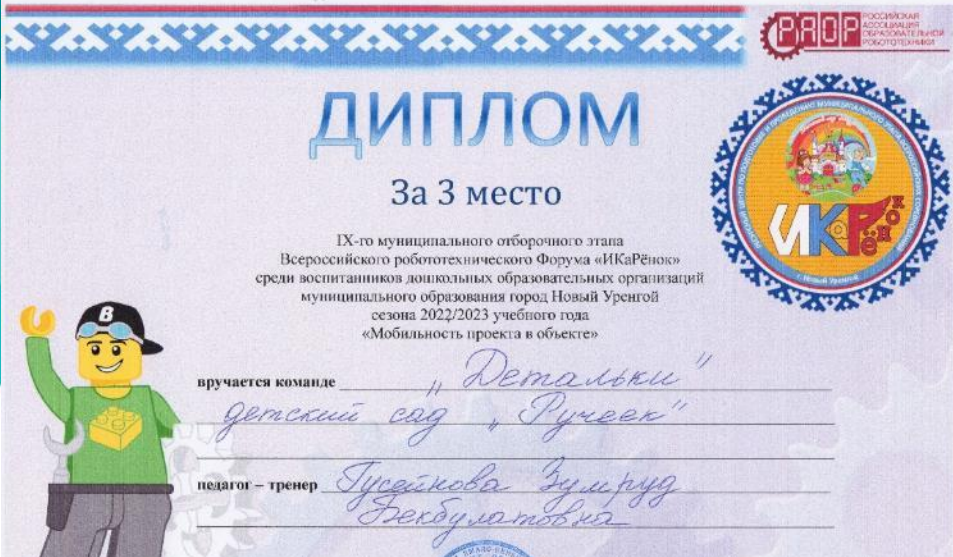 РАОР
РОССИЙСКАЯ
АССОЦИАЦИЯ
ОБРАЗОВАТЕЛЬНОЙ
РОБОТОТЕХНИКИ
ДИПЛОМ
За 3 место
ИКаРёнок
г. Новый Уренгой
IX-го муниципального отборочного этапа
Всероссийского робототехнического Форума «ИКаРёнок»
среди воспитанников дошкольных образовательных организаций
муниципального образования город Новый Уренгой
сезона 2022/2023 учебного года
«Мобильность проекта в объекте»
вручается команде „Детальки"
детский сад „Ручеек"
педагог – тренер Гусейнова Зумруд
Бекбулатовна
B